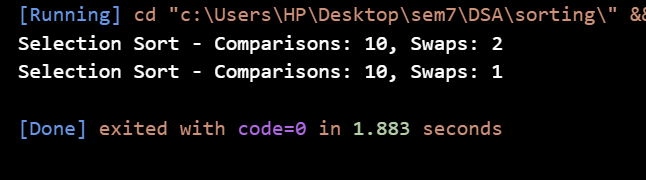 [Running] cd "c:\Users\HP\Desktop\sem7\DSA\sorting\" &&
Selection Sort - Comparisons: 10, Swaps: 2
Selection Sort - Comparisons: 10, Swaps: 1
[Done] exited with code=0 in 1.883 seconds